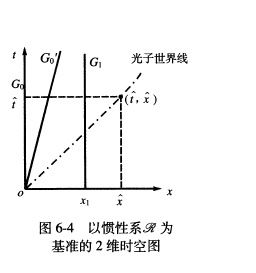 t
G₀′
G₁
光子世界线
G₀
t̂
(t̂, x̂)
o
x₁
x̂
x
图 6-4 以惯性系ℛ为
基准的 2 维时空图